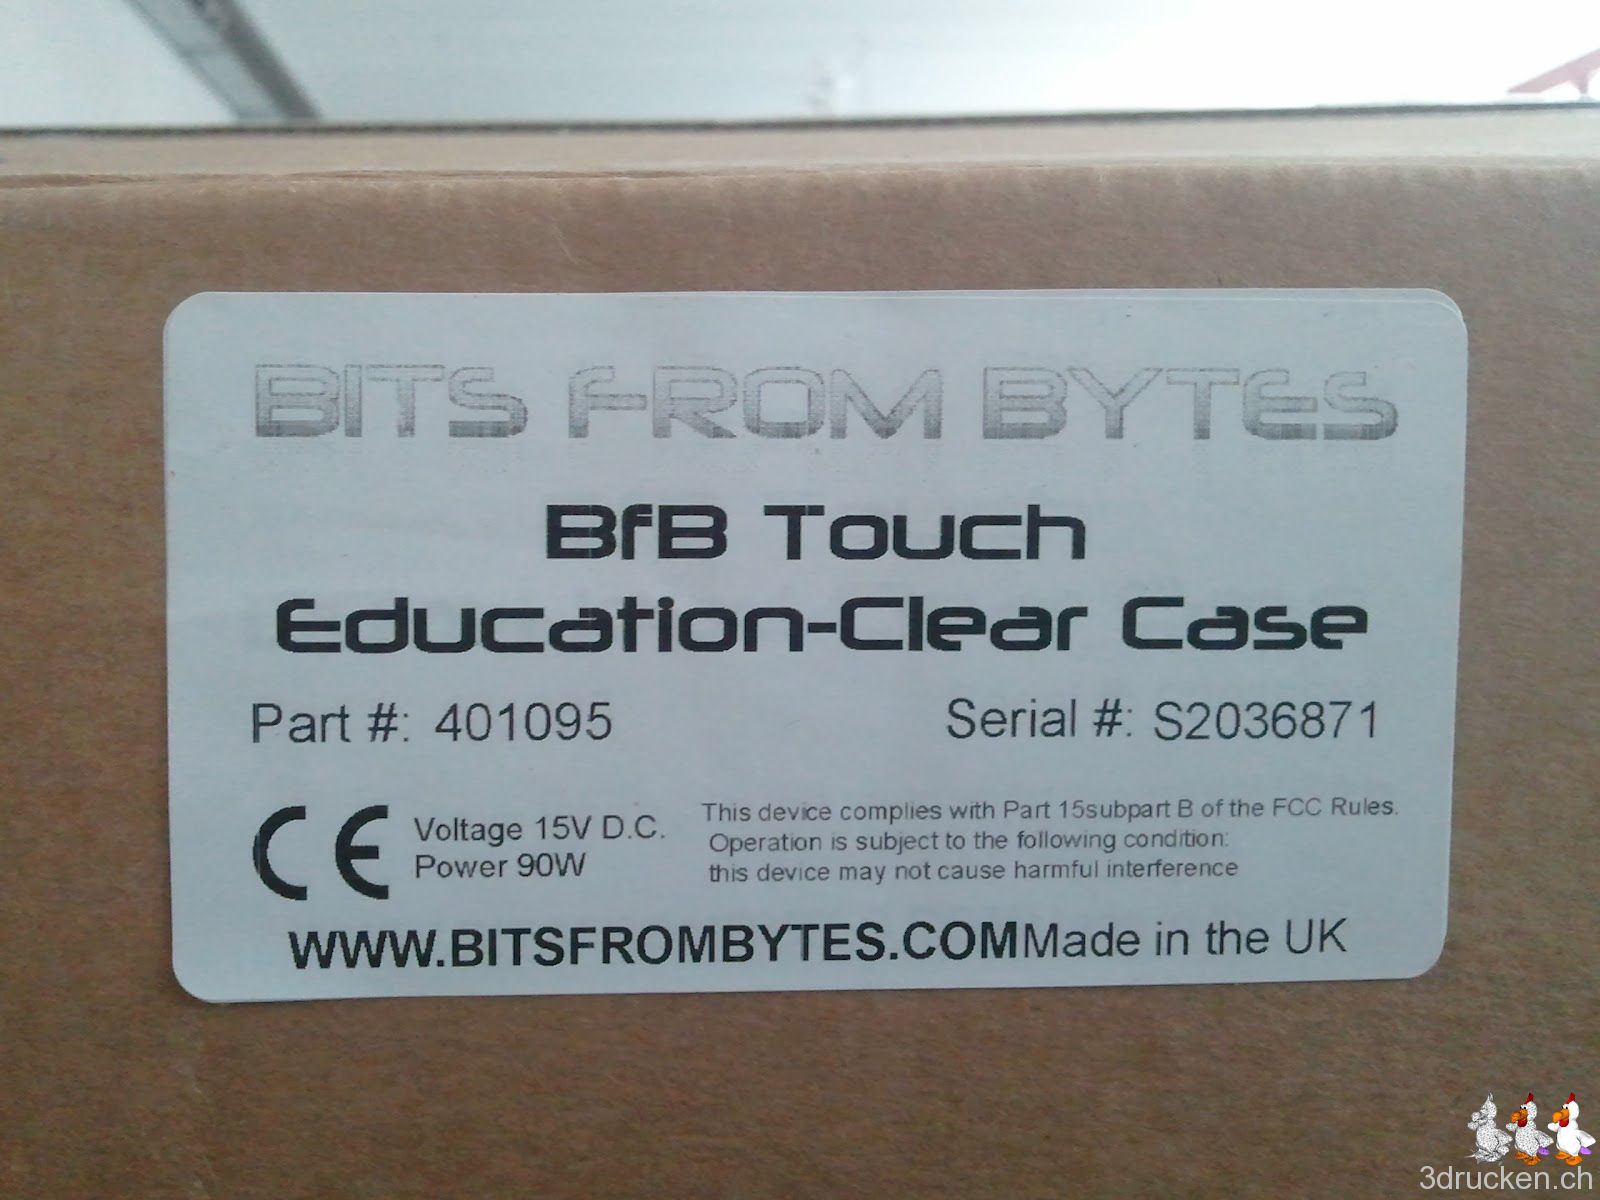 BITS FROM BYTES
BfB Touch
Education-Clear Case
Part #: 401095 Serial #: S2036871
CE Voltage 15V D.C.
Power 90W
This device complies with Part 15subpart B of the FCC Rules.
Operation is subject to the following condition:
this device may not cause harmful interference
WWW.BITSFROMBYTES.COM Made in the UK
3drucken.ch